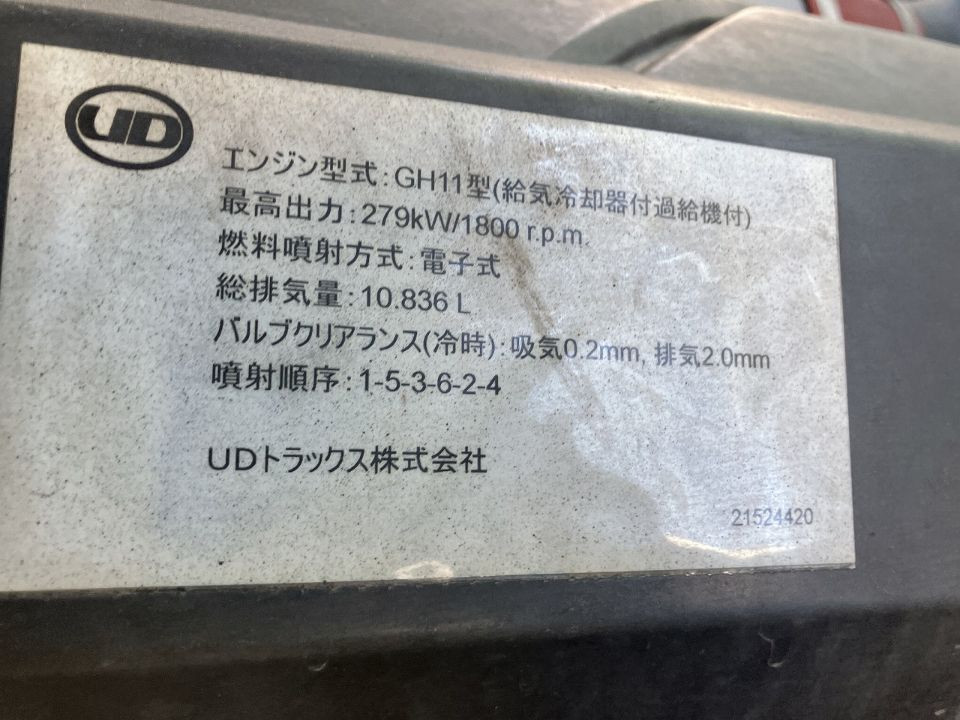 UD
エンジン型式:GH11型(給気冷却器付過給機付)
最高出力:279kW/1800 r.p.m.
燃料噴射方式:電子式
総排気量:10.836 L
バルブクリアランス(冷時):吸気0.2mm, 排気2.0mm
噴射順序:1-5-3-6-2-4
UDトラックス株式会社
21524420